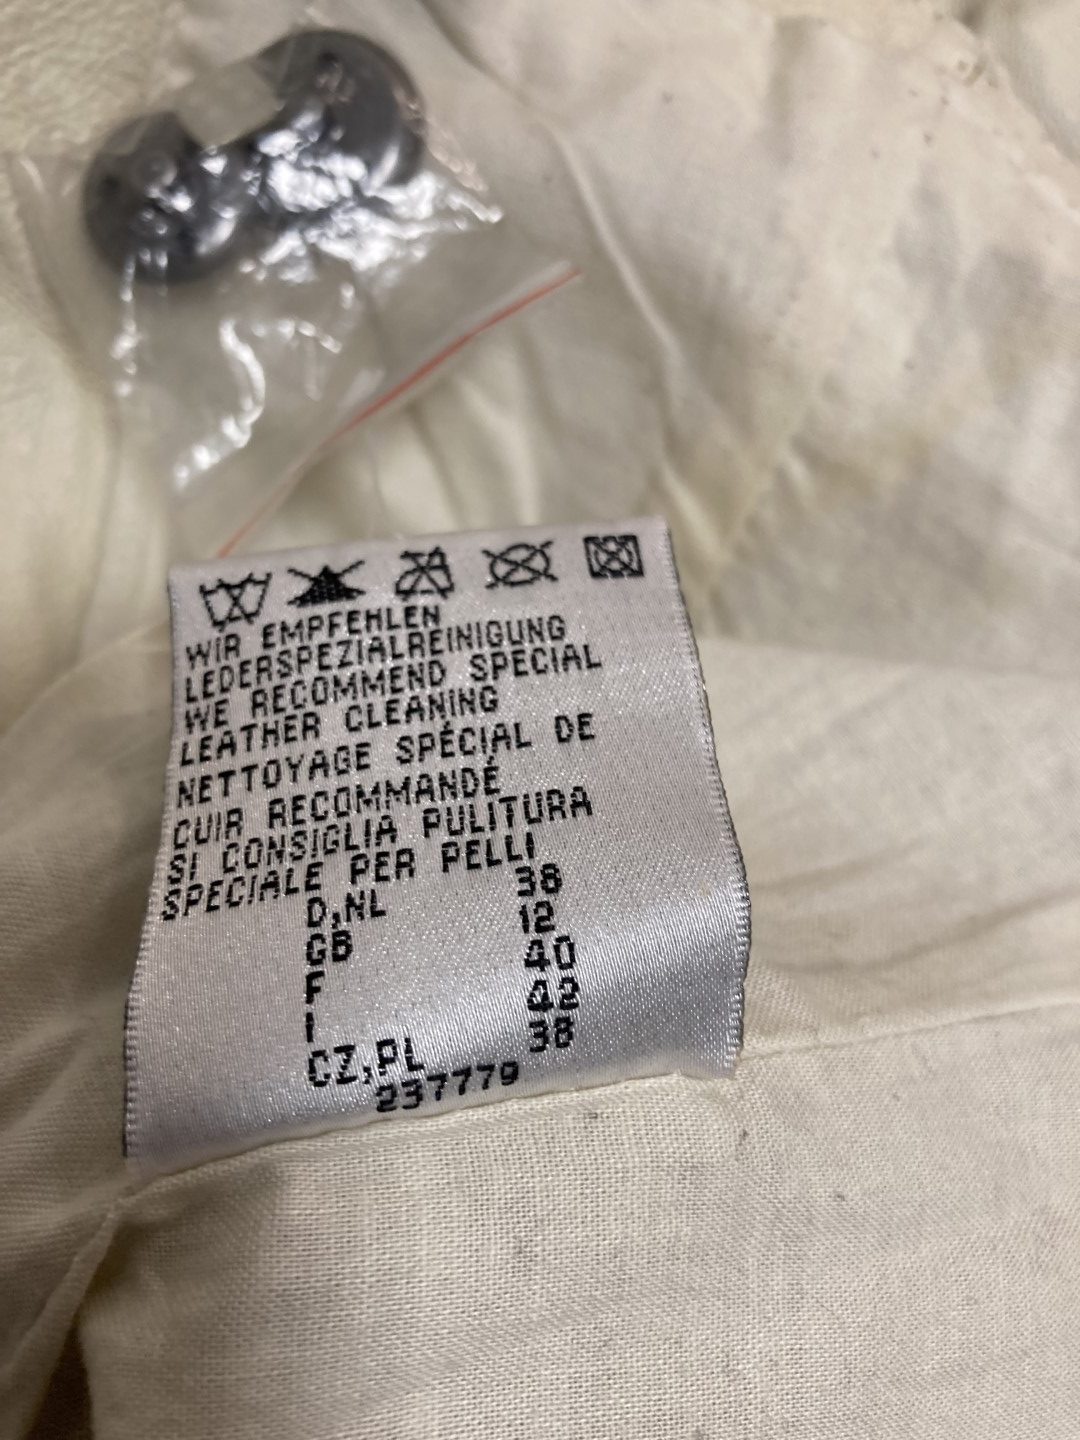 WIR EMPFEHLEN
LEDERSPEZIALREINIGUNG
WE RECOMMEND SPECIAL
LEATHER CLEANING
NETTOYAGE SPÉCIAL DE
CUIR RECOMMANDÉ
SI CONSIGLIA PULITURA
SPECIALE PER PELLI
D,NL 38
GB 12
F 40
I 42
CZ,PL 38
237779